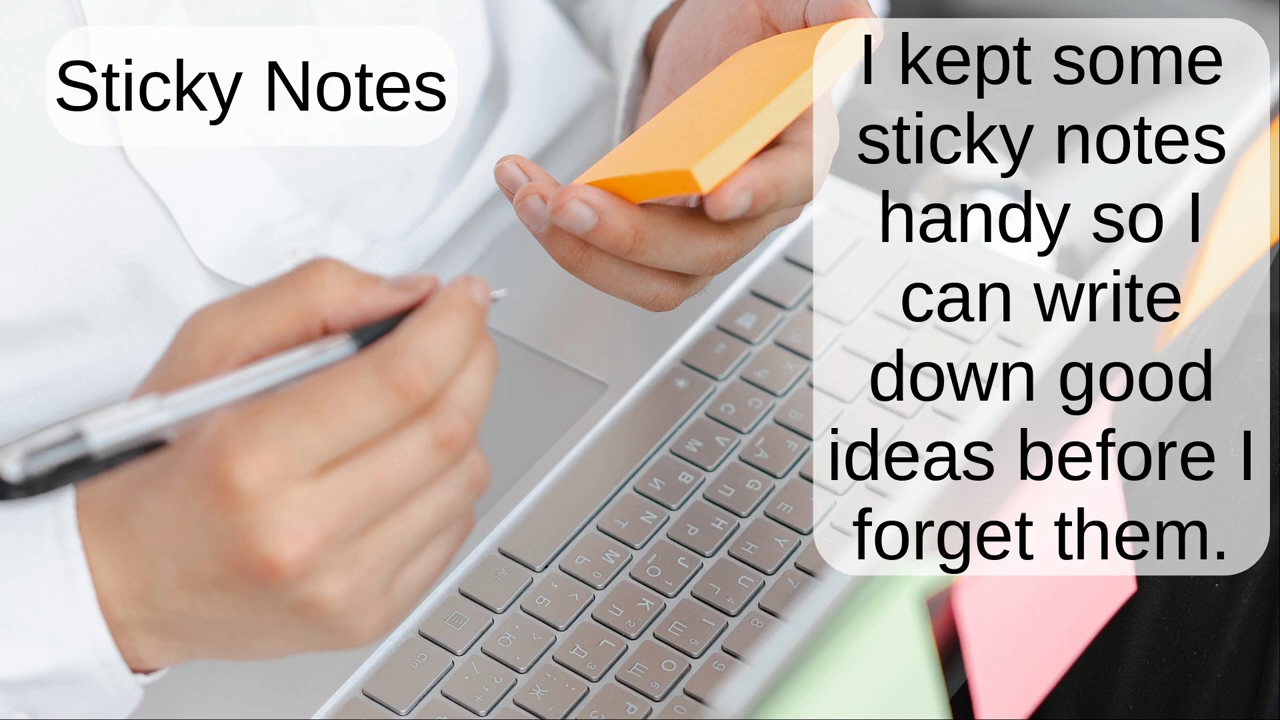 Sticky Notes
I kept some
sticky notes
handy so I
can write
down good
ideas before I
forget them.